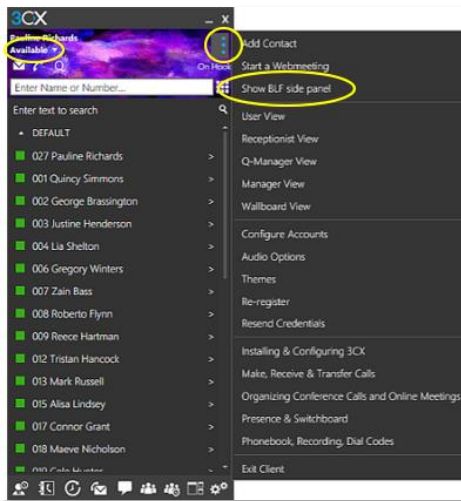 3CX
Pauline Richards
Available
On Hook
Enter Name or Number...
Enter text to search
DEFAULT
027 Pauline Richards
001 Quincy Simmons
002 George Brassington
003 Justine Henderson
004 Lia Shelton
006 Gregory Winters
007 Zain Bass
008 Roberto Flynn
009 Reece Hartman
012 Tristan Hancock
013 Mark Russell
015 Alisa Lindsey
017 Connor Grant
018 Maeve Nicholson
019 Cole Hunter
Add Contact
Start a Webmeeting
Show BLF side panel
User View
Receptionist View
Q-Manager View
Manager View
Wallboard View
Configure Accounts
Audio Options
Themes
Re-register
Resend Credentials
Installing & Configuring 3CX
Make, Receive & Transfer Calls
Organizing Conference Calls and Online Meetings
Presence & Switchboard
Phonebook, Recording, Dial Codes
Exit Client